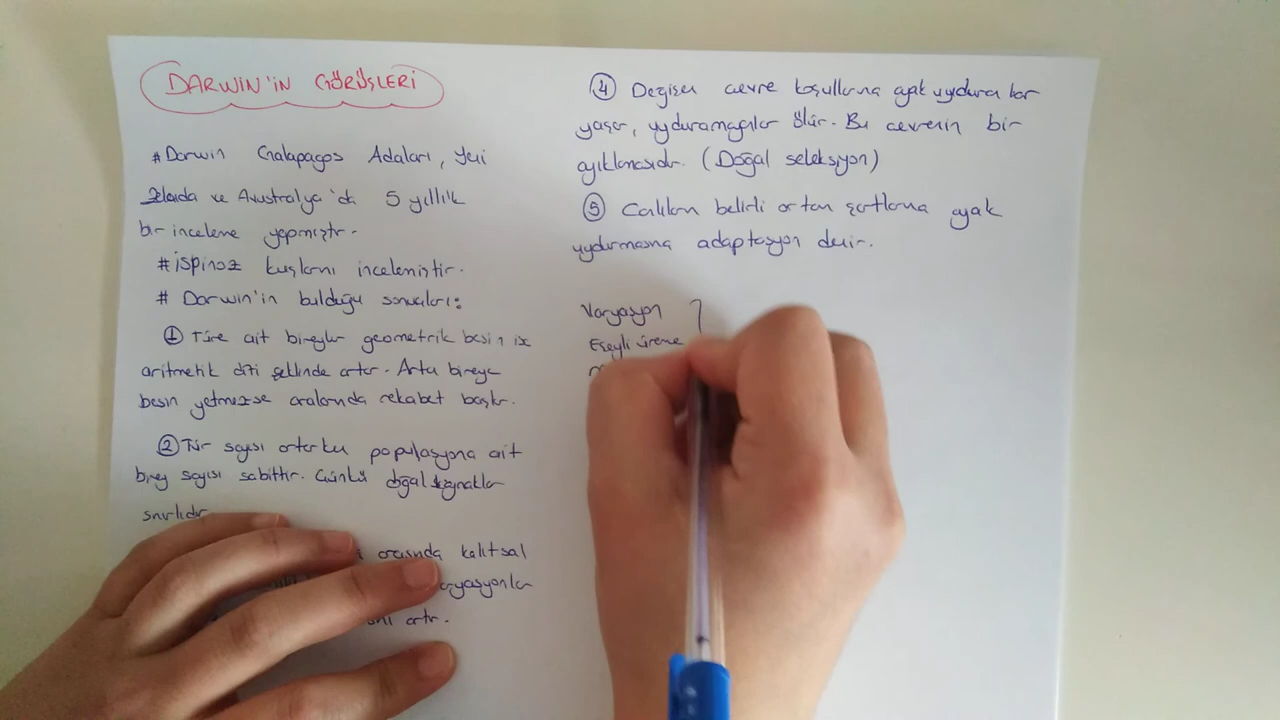 DARWIN'İN GÖRÜŞLERİ
#Darwin Galapagos Adaları, Yeni
Zelanda ve Avustralya'da 5 yıllık
bir inceleme yapmıştır.
#ispinoz kuşlarını incelemiştir.
# Darwin'in bulduğu sonuçları:
① Türe ait bireyler geometrik besin ise
aritmetik dizi şeklinde artar. Artan bireye
besin yetmezse aralarında rekabet başlar.
② Tür sayısı artarken populasyona ait
birey sayısı sabittir. Çünkü doğal kaynaklar
sınırlıdır.
arasında kalıtsal
artır.
④ Değişen çevre koşullarına ayak uyduranlar
yaşar, uyduramayanlar ölür. Bu çevrenin bir
ayıklamasıdır. (Doğal seleksiyon)
⑤ Canlıların belirli ortam şartlarına ayak
uydurmasına adaptasyon denir.
Varyasyon
Eşeyli üreme